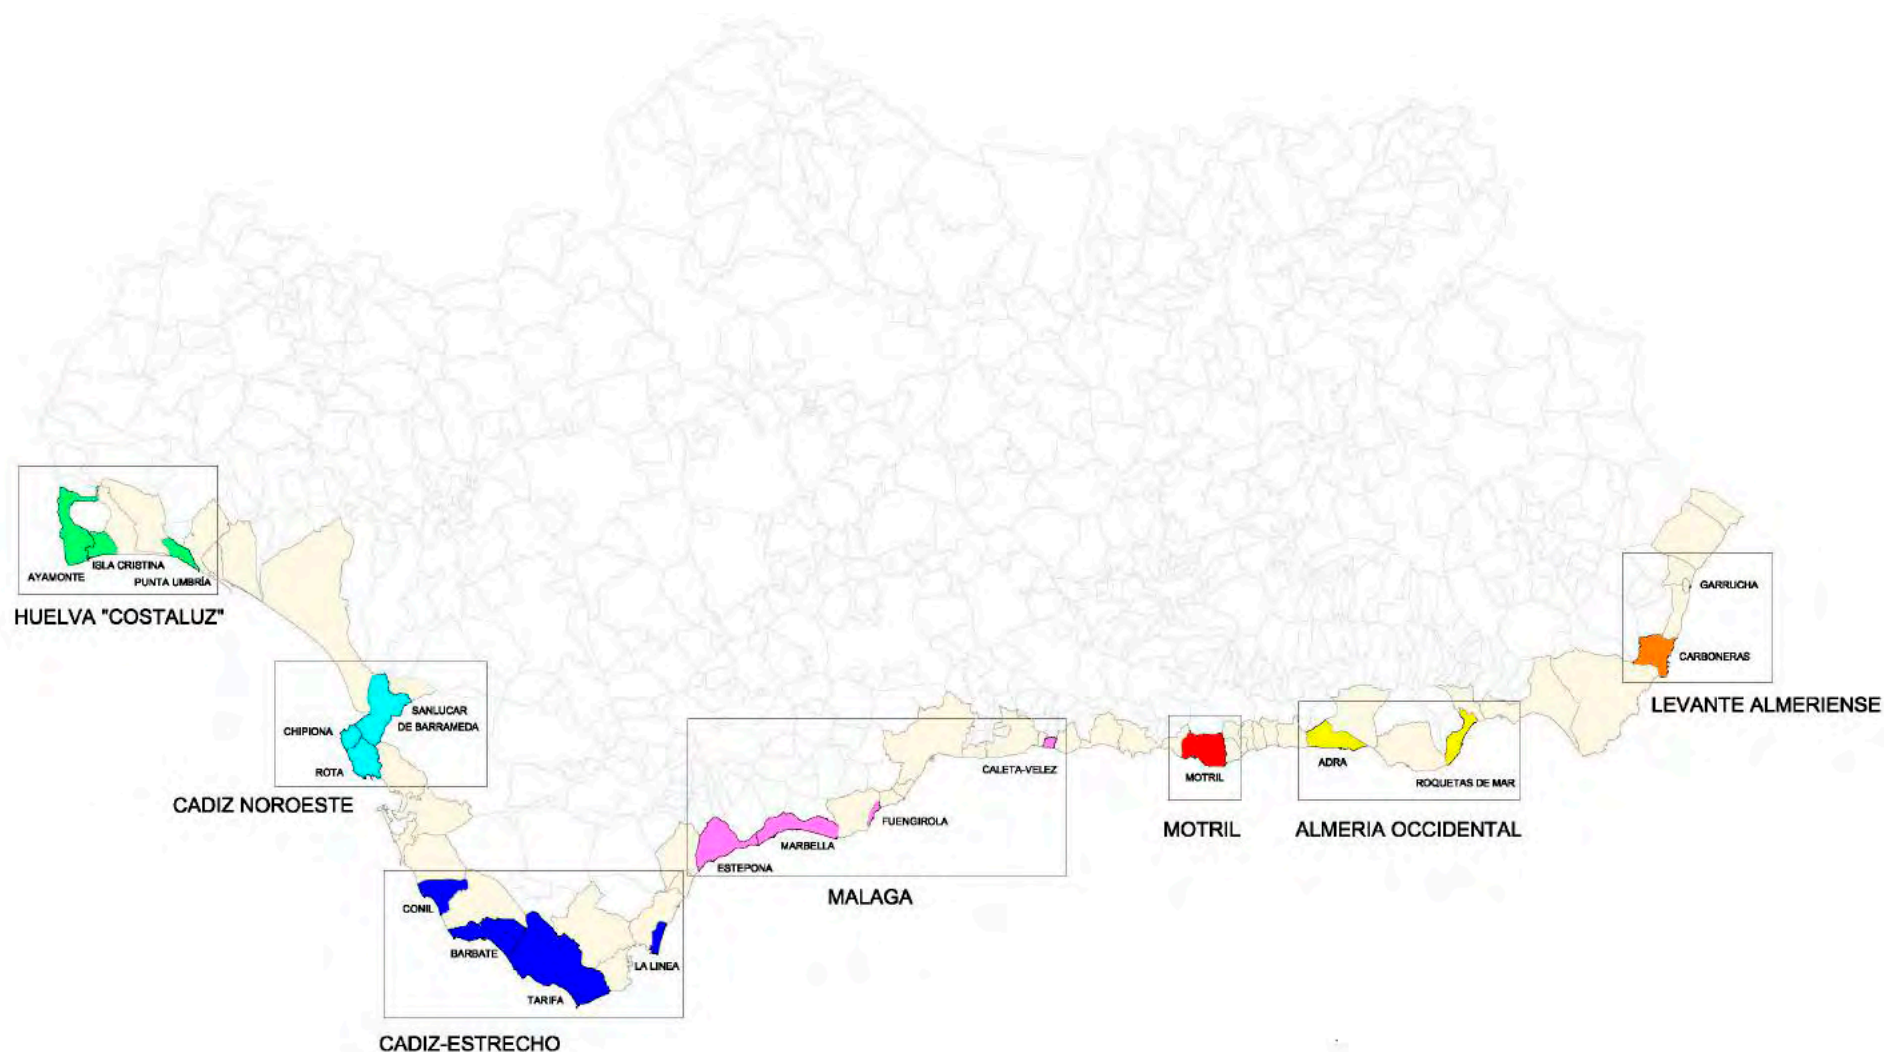 AYAMONTE
ISLA CRISTINA
PUNTA UMBRÍA
HUELVA "COSTALUZ"
CHIPIONA
SANLUCAR
DE BARRAMEDA
ROTA
CADIZ NOROESTE
CONIL
BARBATE
TARIFA
LA LINEA
CADIZ-ESTRECHO
ESTEPONA
MARBELLA
FUENGIROLA
CALETA-VELEZ
MALAGA
MOTRIL
MOTRIL
ADRA
ROQUETAS DE MAR
ALMERIA OCCIDENTAL
GARRUCHA
CARBONERAS
LEVANTE ALMERIENSE